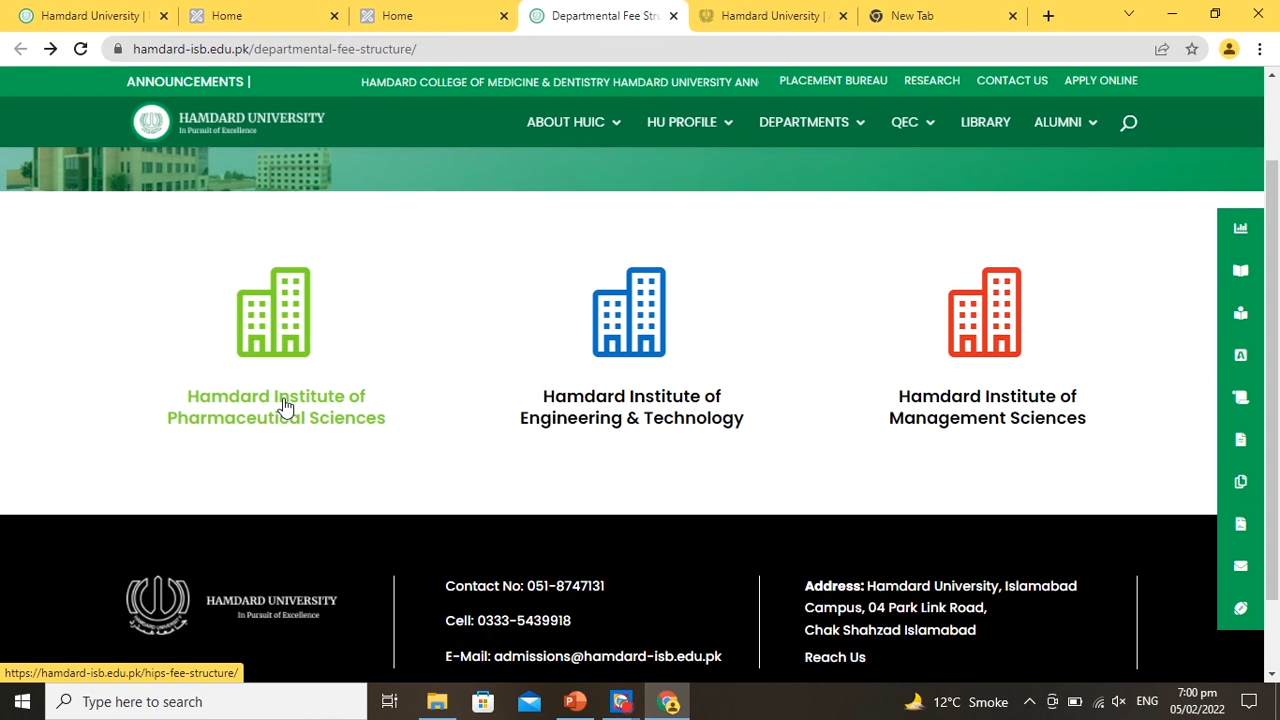 Hamdard University |
Home
Home
Departmental Fee Str
Hamdard University |
New Tab
hamdard-isb.edu.pk/departmental-fee-structure/
ANNOUNCEMENTS |
HAMDARD COLLEGE OF MEDICINE & DENTISTRY HAMDARD UNIVERSITY ANN
PLACEMENT BUREAU
RESEARCH
CONTACT US
APPLY ONLINE
HAMDARD UNIVERSITY
In Pursuit of Excellence
ABOUT HUIC
HU PROFILE
DEPARTMENTS
QEC
LIBRARY
ALUMNI
Hamdard Institute of
Pharmaceutical Sciences
Hamdard Institute of
Engineering & Technology
Hamdard Institute of
Management Sciences
HAMDARD UNIVERSITY
In Pursuit of Excellence
Contact No: 051-8747131
Cell: 0333-5439918
E-Mail: admissions@hamdard-isb.edu.pk
Address: Hamdard University, Islamabad
Campus, 04 Park Link Road,
Chak Shahzad Islamabad
Reach Us
https://hamdard-isb.edu.pk/hips-fee-structure/
Type here to search
12°C Smoke
ENG
7:00 pm
05/02/2022